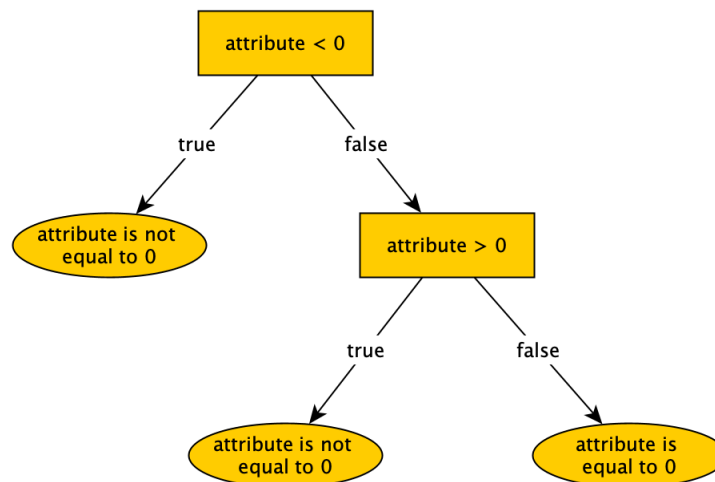 attribute < 0
true
false
attribute is not
equal to 0
attribute > 0
true
false
attribute is not
equal to 0
attribute is
equal to 0